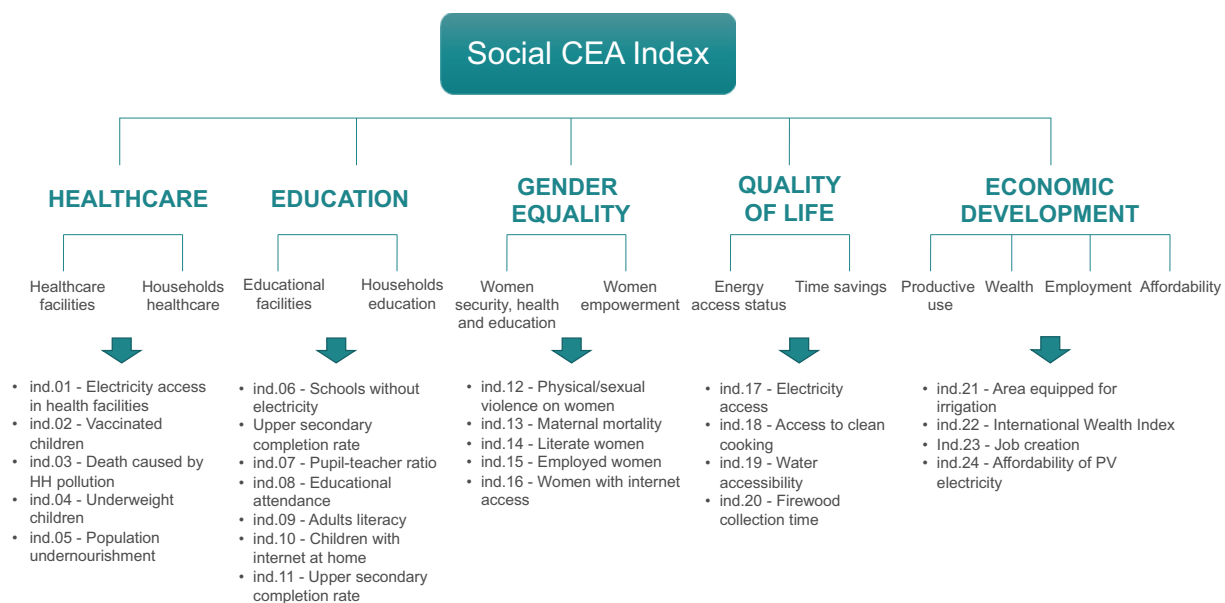 Social CEA Index
HEALTHCARE
Healthcare
facilities
Households
healthcare
• ind.01 - Electricity access
in health facilities
• ind.02 - Vaccinated
children
• ind.03 - Death caused by
HH pollution
• ind.04 - Underweight
children
• ind.05 - Population
undernourishment
EDUCATION
Educational
facilities
Households
education
• ind.06 - Schools without
electricity
• Upper secondary
completion rate
• ind.07 - Pupil-teacher ratio
• ind.08 - Educational
attendance
• ind.09 - Adults literacy
• ind.10 - Children with
internet at home
• ind.11 - Upper secondary
completion rate
GENDER
EQUALITY
Women
security, health
and education
Women
empowerment
• ind.12 - Physical/sexual
violence on women
• ind.13 - Maternal mortality
• ind.14 - Literate women
• ind.15 - Employed women
• ind.16 - Women with internet
access
QUALITY
OF LIFE
Energy
access status
Time savings
• ind.17 - Electricity
access
• ind.18 - Access to clean
cooking
• ind.19 - Water
accessibility
• ind.20 - Firewood
collection time
ECONOMIC
DEVELOPMENT
Productive
use
Wealth
Employment
Affordability
• ind.21 - Area equipped for
irrigation
• ind.22 - International Wealth Index
• Ind.23 - Job creation
• ind.24 - Affordability of PV
electricity